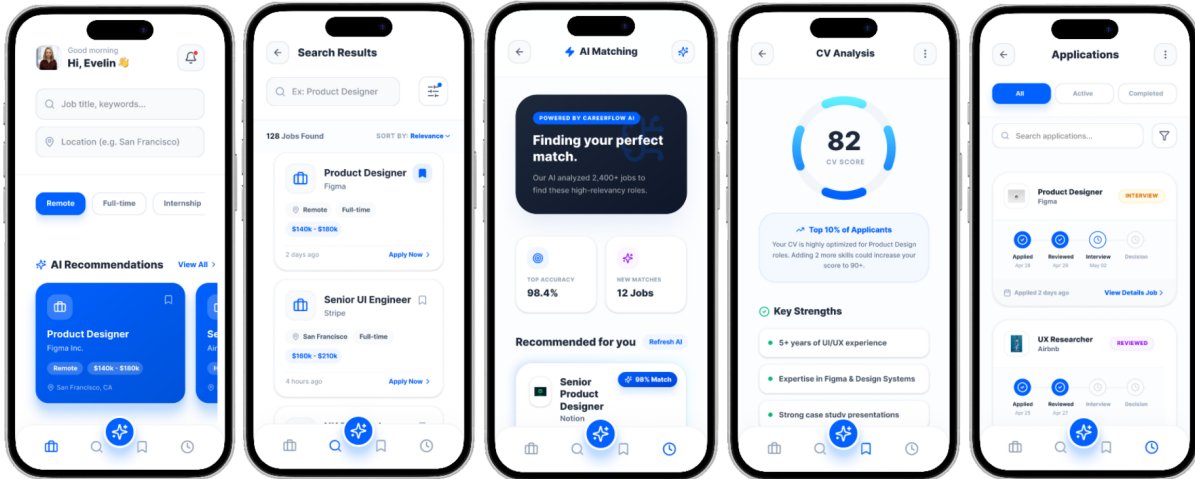 Good morning
Hi, Evelin 👋
Job title, keywords...
Location (e.g. San Francisco)
Remote
Full-time
Internship
AI Recommendations
View All
Product Designer
Figma Inc.
Remote
$140k - $180k
San Francisco, CA
Se
Search Results
Ex: Product Designer
128 Jobs Found
SORT BY: Relevance
Product Designer
Figma
Remote
Full-time
$140k - $180k
2 days ago
Apply Now
Senior UI Engineer
Stripe
San Francisco
Full-time
$160k - $210k
4 hours ago
Apply Now
AI Matching
POWERED BY CAREERFLOW AI
Finding your perfect
match.
Our AI analyzed 2,400+ jobs to
find these high-relevancy roles.
TOP ACCURACY
98.4%
NEW MATCHES
12 Jobs
Recommended for you
Refresh AI
98% Match
Senior
Product
Designer
Notion
CV Analysis
82
CV SCORE
Top 10% of Applicants
Your CV is highly optimized for Product Design
roles. Adding 2 more skills could increase your
score to 90+.
Key Strengths
5+ years of UI/UX experience
Expertise in Figma & Design Systems
Strong case study presentations
Applications
All
Active
Completed
Search applications...
Product Designer
Figma
INTERVIEW
Applied
Reviewed
Interview
Decision
Apr 28
Apr 29
May 02
Applied 2 days ago
View Details Job
UX Researcher
Airbnb
REVIEWED
Applied
Reviewed
Interview
Decision
Apr 25
Apr 27